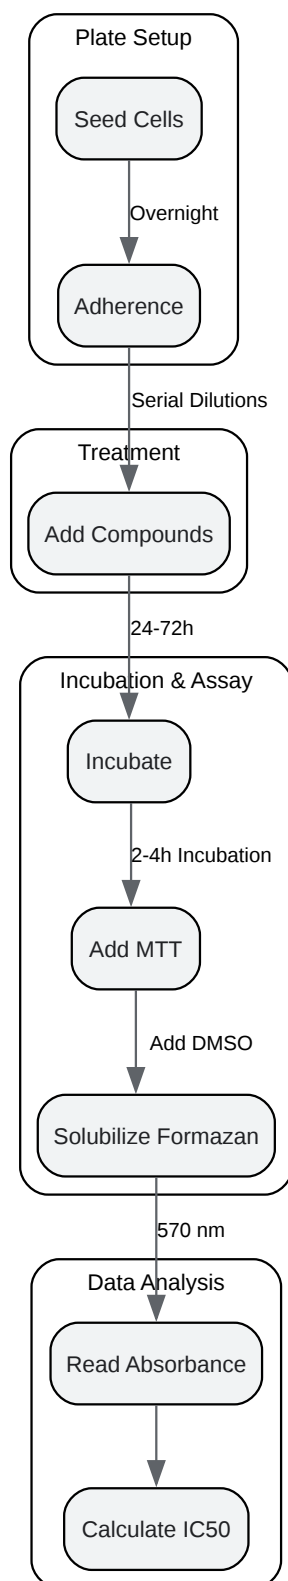 Plate Setup
Seed Cells
Overnight
Adherence
Serial Dilutions
Treatment
Add Compounds
24-72h
Incubation & Assay
Incubate
2-4h Incubation
Add MTT
Add DMSO
Solubilize Formazan
570 nm
Data Analysis
Read Absorbance
Calculate IC50